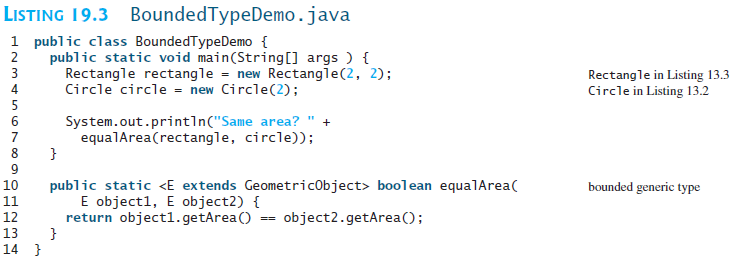 LISTING 19.3 BoundedTypeDemo.java
1 public class BoundedTypeDemo {
2 public static void main(String[] args ) {
3 Rectangle rectangle = new Rectangle(2, 2); Rectangle in Listing 13.3
4 Circle circle = new Circle(2); Circle in Listing 13.2
5
6 System.out.println("Same area? " +
7 equalArea(rectangle, circle));
8 }
9
10 public static <E extends GeometricObject> boolean equalArea( bounded generic type
11 E object1, E object2) {
12 return object1.getArea() == object2.getArea();
13 }
14 }